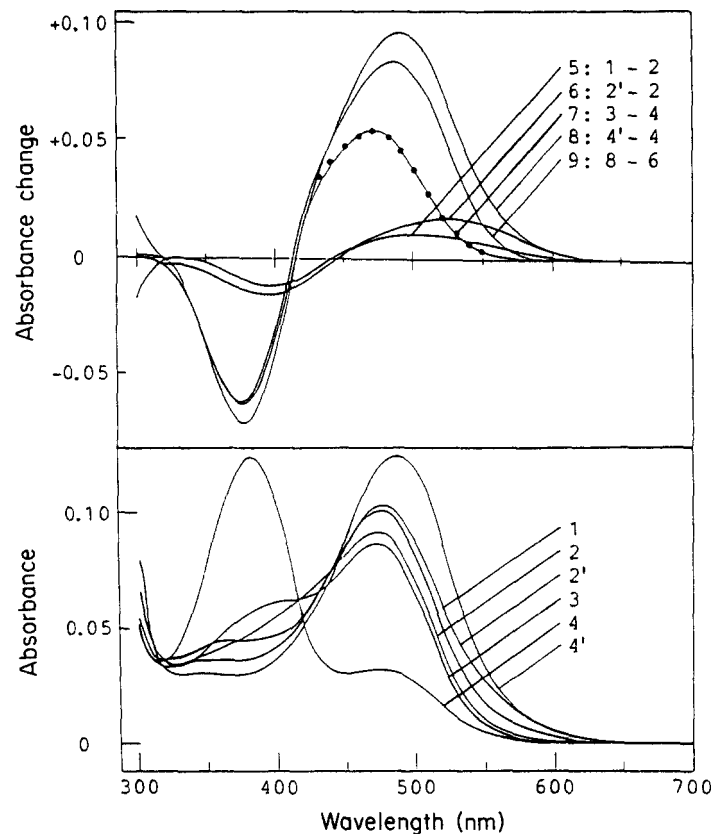 +0.10
+0.05
0
-0.05
Absorbance change
5: 1 - 2
6: 2' - 2
7: 3 - 4
8: 4' - 4
9: 8 - 6
0.10
0.05
0
Absorbance
1
2
2'
3
4
4'
300 400 500 600 700
Wavelength (nm)